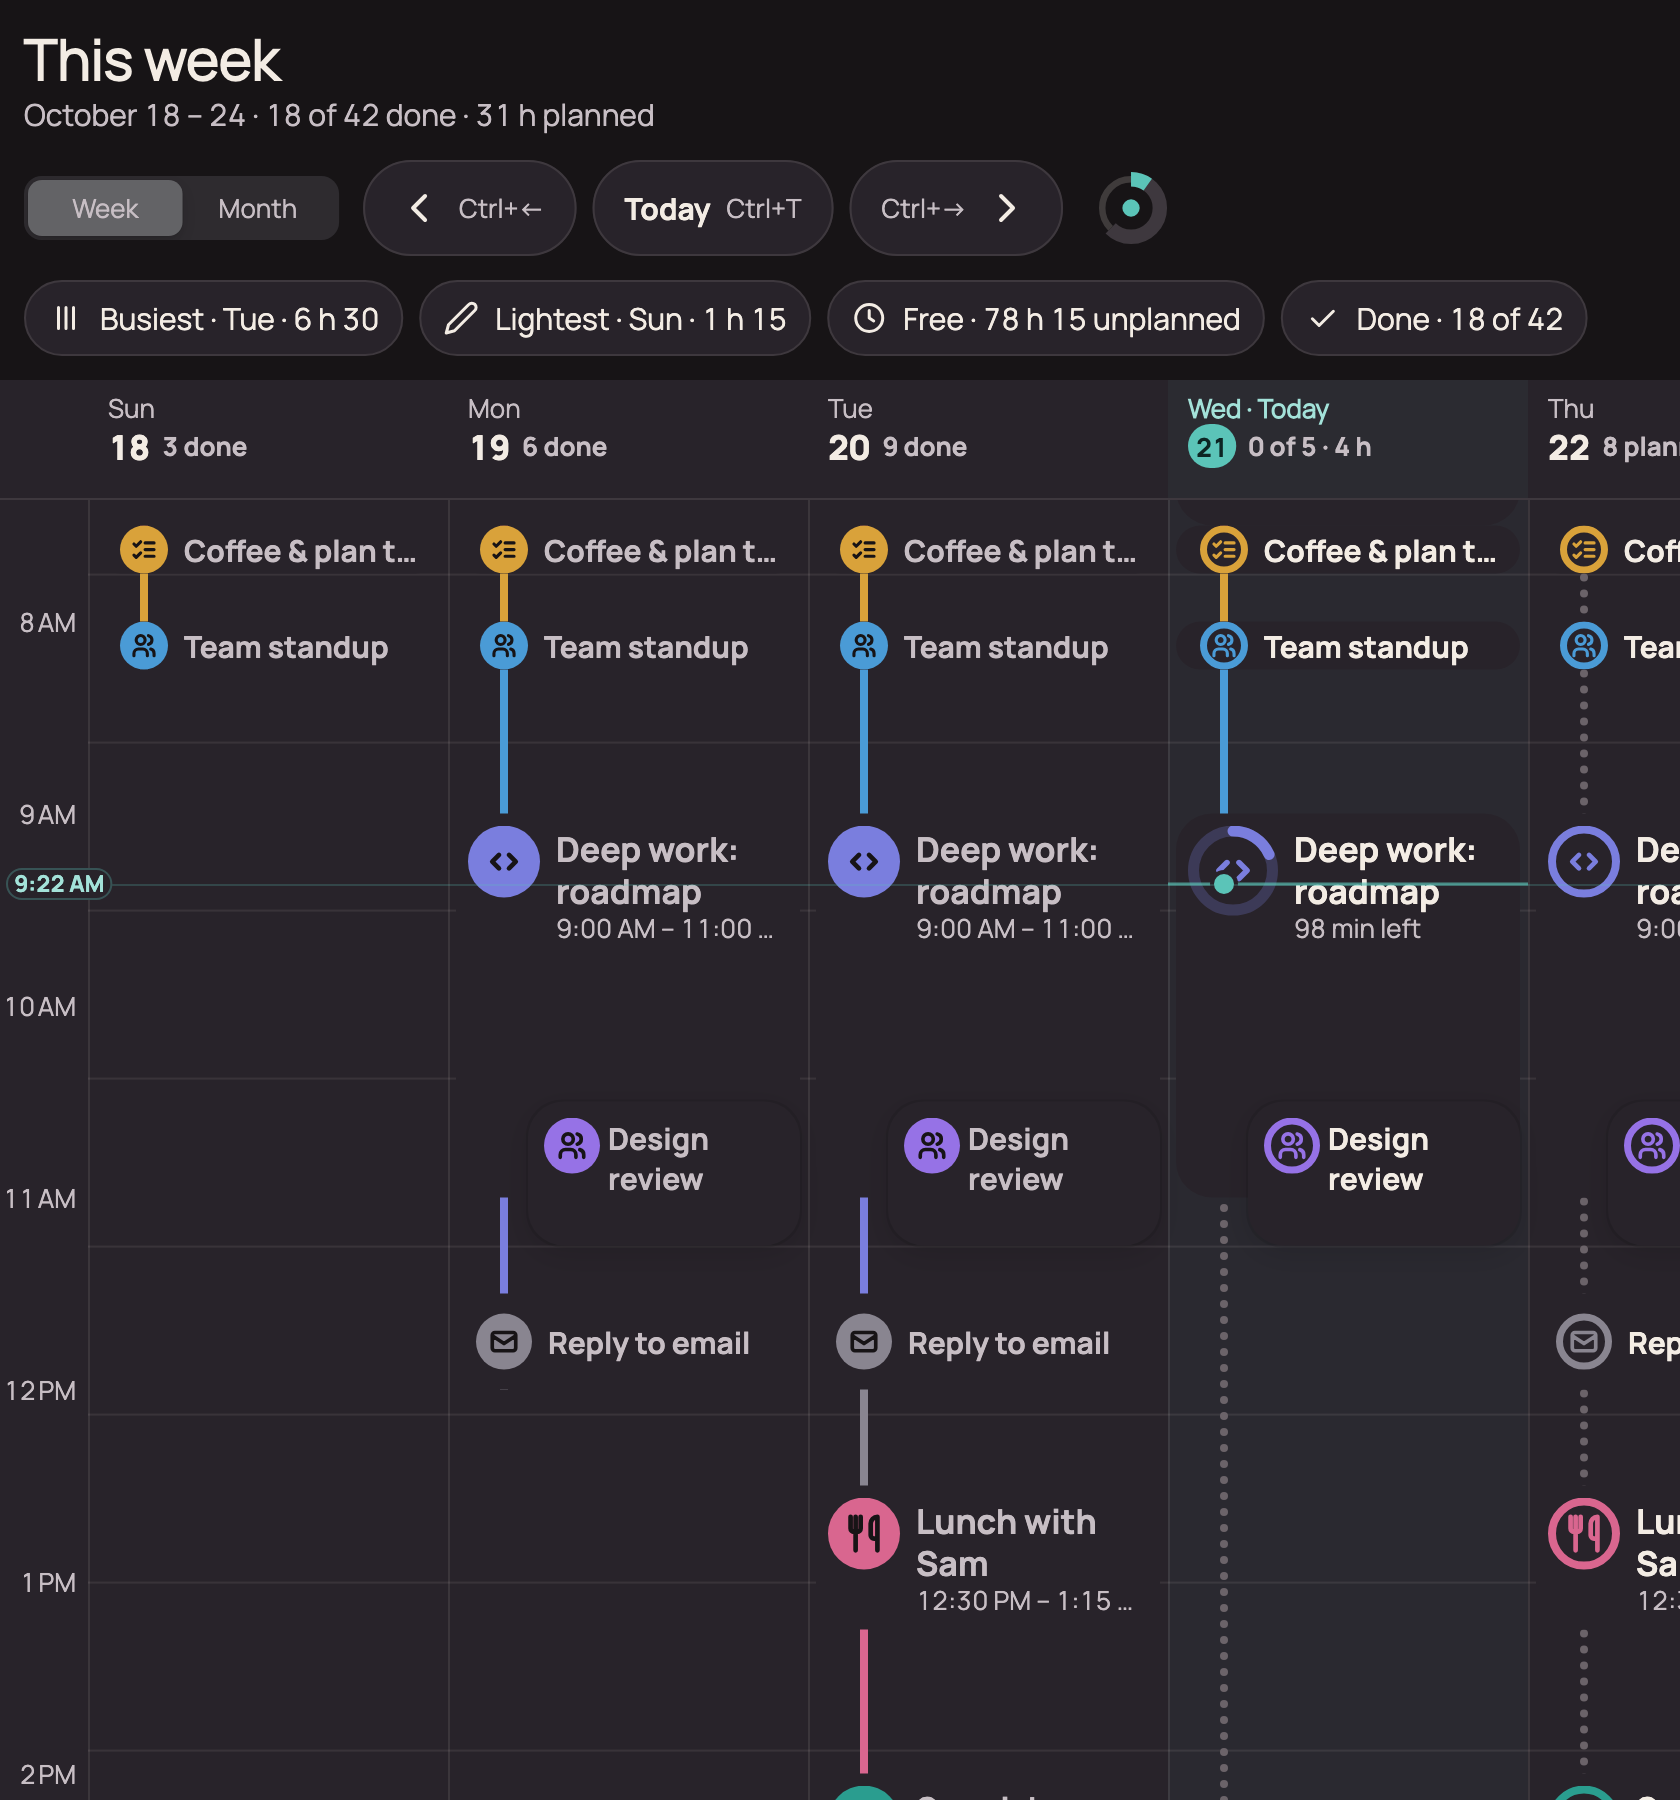 This week
October 18 – 24 · 18 of 42 done · 31 h planned
Week Month Ctrl+← Today Ctrl+T Ctrl+→
Busiest · Tue · 6 h 30 Lightest · Sun · 1 h 15 Free · 78 h 15 unplanned Done · 18 of 42
Sun Mon Tue Wed · Today Thu
18 3 done 19 6 done 20 9 done 21 0 of 5 · 4 h 22 8 plan
Coffee & plan t... Coffee & plan t... Coffee & plan t... Coffee & plan t... Cof
8 AM
Team standup Team standup Team standup Team standup Tea
9 AM
Deep work: Deep work: Deep work: De
9:22 AM
roadmap roadmap roadmap roa
9:00 AM – 11:00 ... 9:00 AM – 11:00 ... 98 min left 9:0
10 AM
Design Design Design
review review review
11 AM
Reply to email Reply to email Rep
12 PM
Lunch with Lu
Sam Sa
1 PM
12:30 PM – 1:15 ... 12:
2 PM